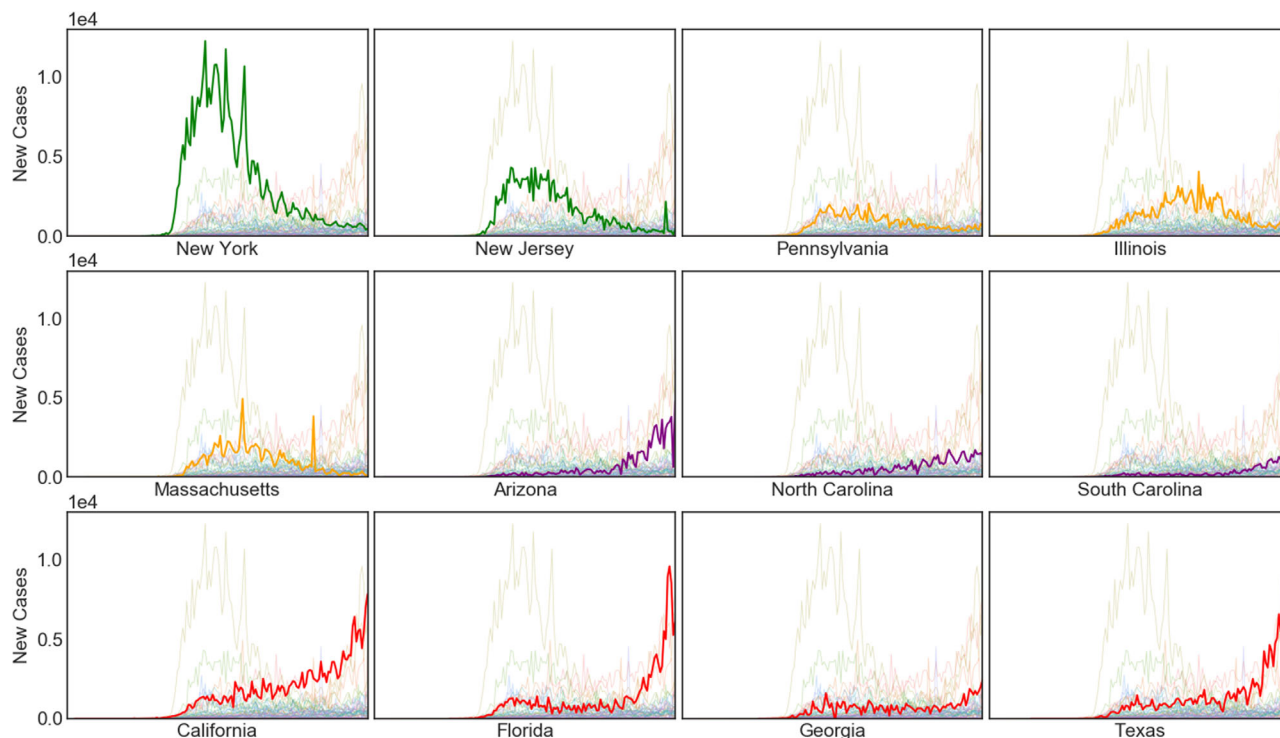 1e4
New Cases
1.0
0.5
0.0
New York
New Jersey
Pennsylvania
Illinois
1e4
New Cases
1.0
0.5
0.0
Massachusetts
Arizona
North Carolina
South Carolina
1e4
New Cases
1.0
0.5
0.0
California
Florida
Georgia
Texas